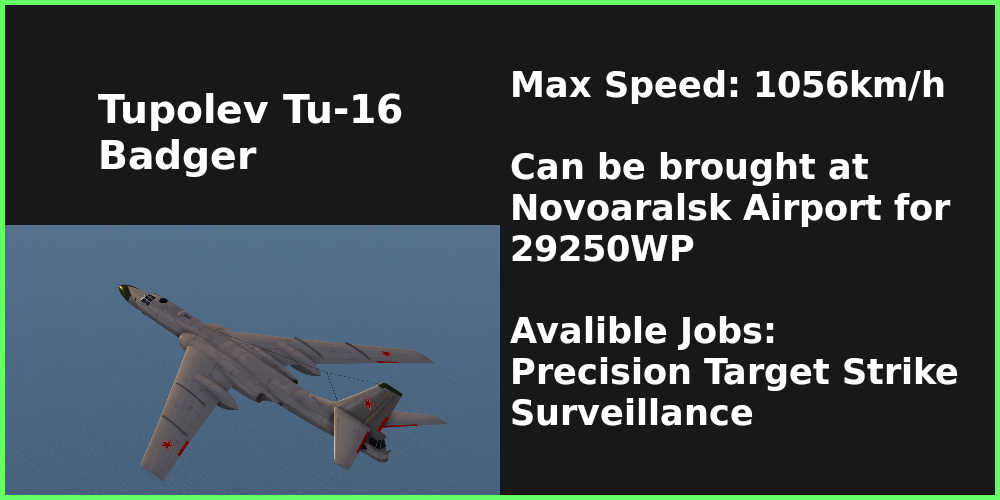 Tupolev Tu-16
Badger
Max Speed: 1056km/h
Can be brought at
Novoaralsk Airport for
29250WP
Avalible Jobs:
Precision Target Strike
Surveillance